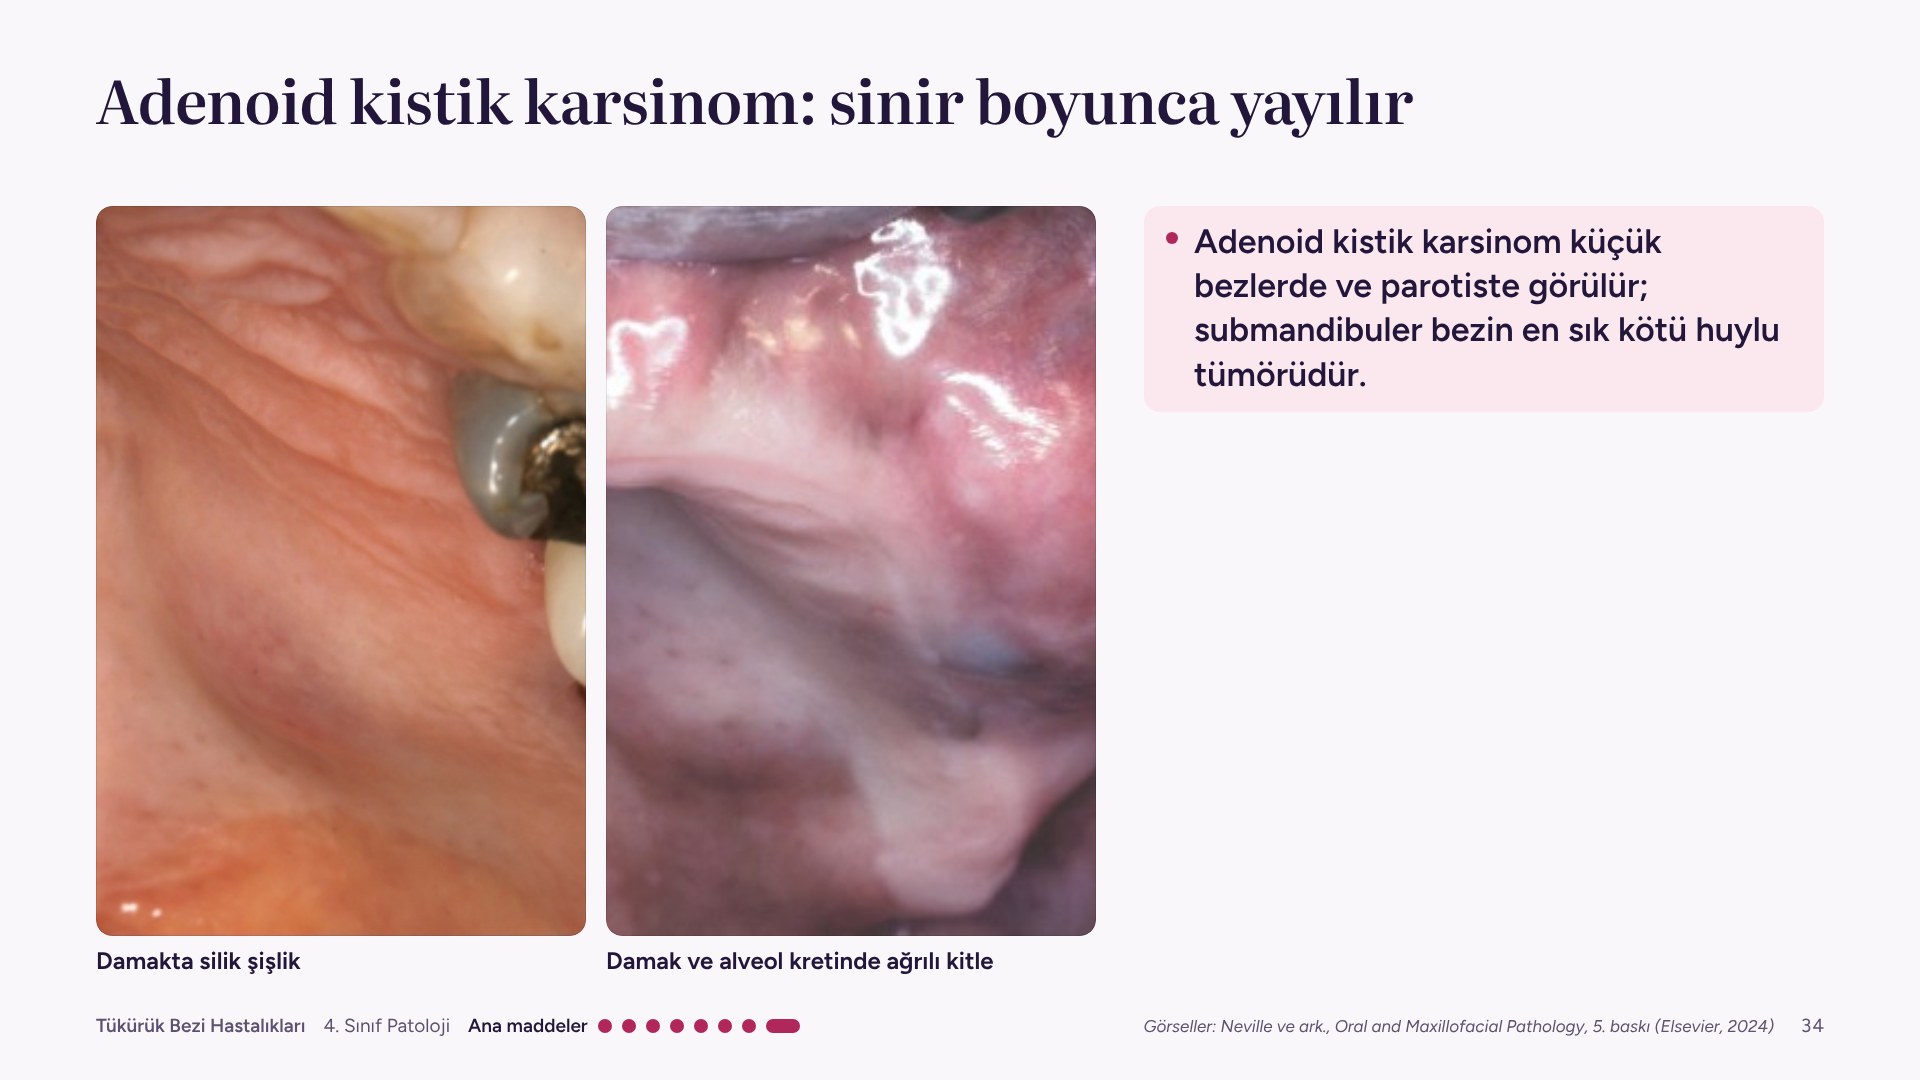 Adenoid kistik karsinom: sinir boyunca yayılır
Adenoid kistik karsinom küçük
bezlerde ve parotiste görülür;
submandibuler bezin en sık kötü huylu
tümörüdür.
Damakta silik şişlik
Damak ve alveol kretinde ağrılı kitle
Tükürük Bezi Hastalıkları 4. Sınıf Patoloji Ana maddeler
Görseller: Neville ve ark., Oral and Maxillofacial Pathology, 5. baskı (Elsevier, 2024) 34